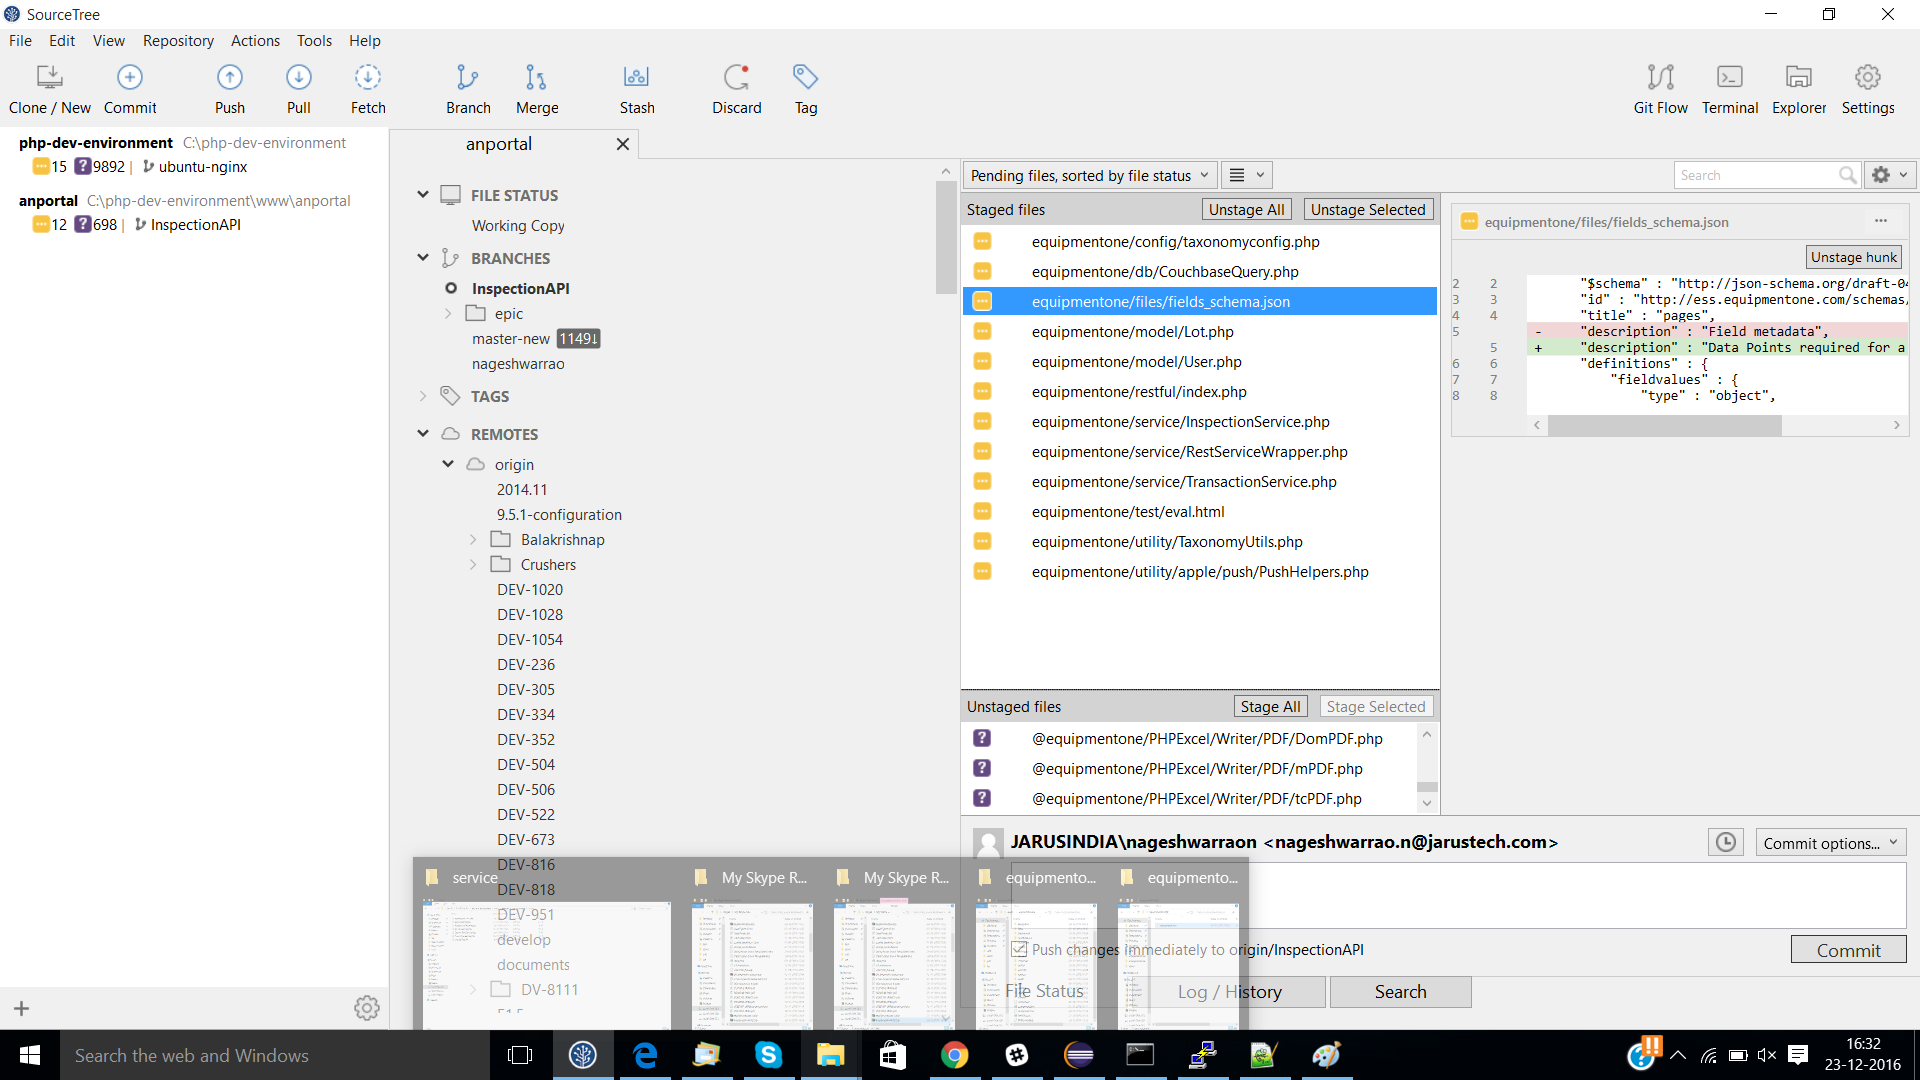 SourceTree
File Edit View Repository Actions Tools Help
Clone / New Commit Push Pull Fetch Branch Merge Stash Discard Tag Git Flow Terminal Explorer Settings
php-dev-environment C:\php-dev-environment
15 9892 | ubuntu-nginx
anportal C:\php-dev-environment\www\anportal
12 698 | InspectionAPI
anportal
FILE STATUS
Working Copy
BRANCHES
InspectionAPI
epic
master-new 1149↓
nageshwarrao
TAGS
REMOTES
origin
2014.11
9.5.1-configuration
Balakrishnap
Crushers
DEV-1020
DEV-1028
DEV-1054
DEV-236
DEV-305
DEV-334
DEV-352
DEV-504
DEV-506
DEV-522
DEV-673
DEV-816
DEV-818
DEV-951
develop
documents
DV-8111
Pending files, sorted by file status
Search
Staged files Unstage All Unstage Selected
equipmentone/config/taxonomyconfig.php
equipmentone/db/CouchbaseQuery.php
equipmentone/files/fields_schema.json
equipmentone/model/Lot.php
equipmentone/model/User.php
equipmentone/restful/index.php
equipmentone/service/InspectionService.php
equipmentone/service/RestServiceWrapper.php
equipmentone/service/TransactionService.php
equipmentone/test/eval.html
equipmentone/utility/TaxonomyUtils.php
equipmentone/utility/apple/push/PushHelpers.php
Unstaged files Stage All Stage Selected
@equipmentone/PHPExcel/Writer/PDF/DomPDF.php
@equipmentone/PHPExcel/Writer/PDF/mPDF.php
@equipmentone/PHPExcel/Writer/PDF/tcPDF.php
equipmentone/files/fields_schema.json
Unstage hunk
2 2 "$schema" : "http://json-schema.org/draft-04
3 3 "id" : "http://ess.equipmentone.com/schemas/
4 4 "title" : "pages",
5 - "description" : "Field metadata",
5 + "description" : "Data Points required for a
6 6 "definitions" : {
7 7 "fieldvalues" : {
8 8 "type" : "object",
JARUSINDIA\nageshwarraon <nageshwarrao.n@jarustech.com>
Commit options...
Push changes immediately to origin/InspectionAPI
Commit
File Status Log / History Search
service My Skype R... My Skype R... equipmento... equipmento...
Search the web and Windows
16:32
23-12-2016